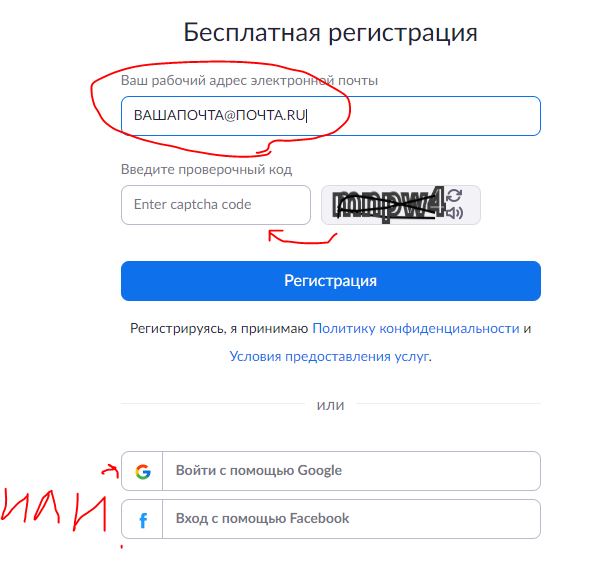 Бесплатная регистрация
Ваш рабочий адрес электронной почты
ВАШАПОЧТА@ПОЧТА.RU
Введите проверочный код
Enter captcha code mnpw4
Регистрация
Регистрируясь, я принимаю Политику конфиденциальности и
Условия предоставления услуг.
или
Войти с помощью Google
ИЛИ
Вход с помощью Facebook